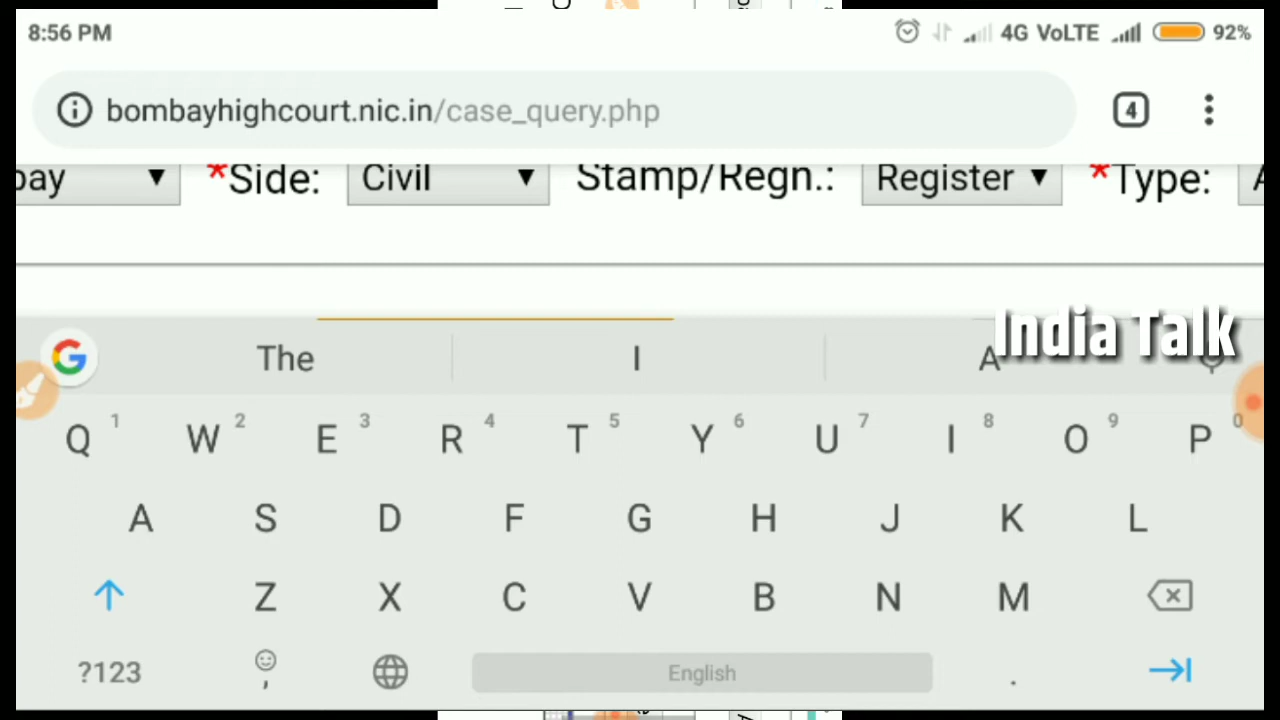 8:56 PM 4G VoLTE 92%
bombayhighcourt.nic.in/case_query.php 4
bay *Side: Civil Stamp/Regn.: Register *Type:
India Talk
The I A
Q 1 W 2 E 3 R 4 T 5 Y 6 U 7 I 8 O 9 P 0
A S D F G H J K L
Z X C V B N M
?123 , English .